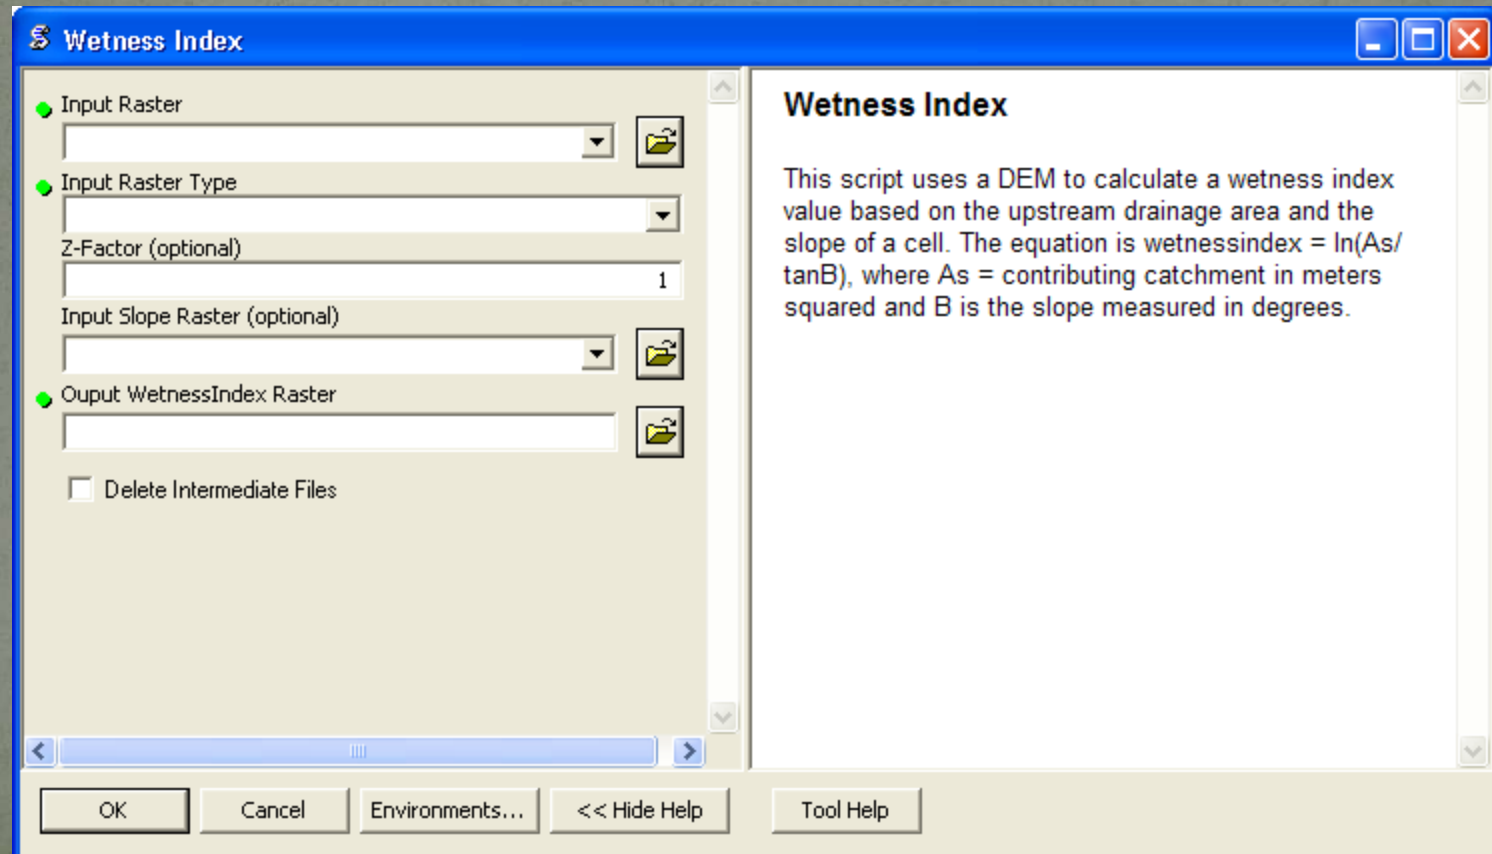 Wetness Index
Input Raster
Input Raster Type
Z-Factor (optional)
1
Input Slope Raster (optional)
Ouput WetnessIndex Raster
Delete Intermediate Files
Wetness Index
This script uses a DEM to calculate a wetness index
value based on the upstream drainage area and the
slope of a cell. The equation is wetnessindex = ln(As/
tanB), where As = contributing catchment in meters
squared and B is the slope measured in degrees.
OK
Cancel
Environments...
<< Hide Help
Tool Help